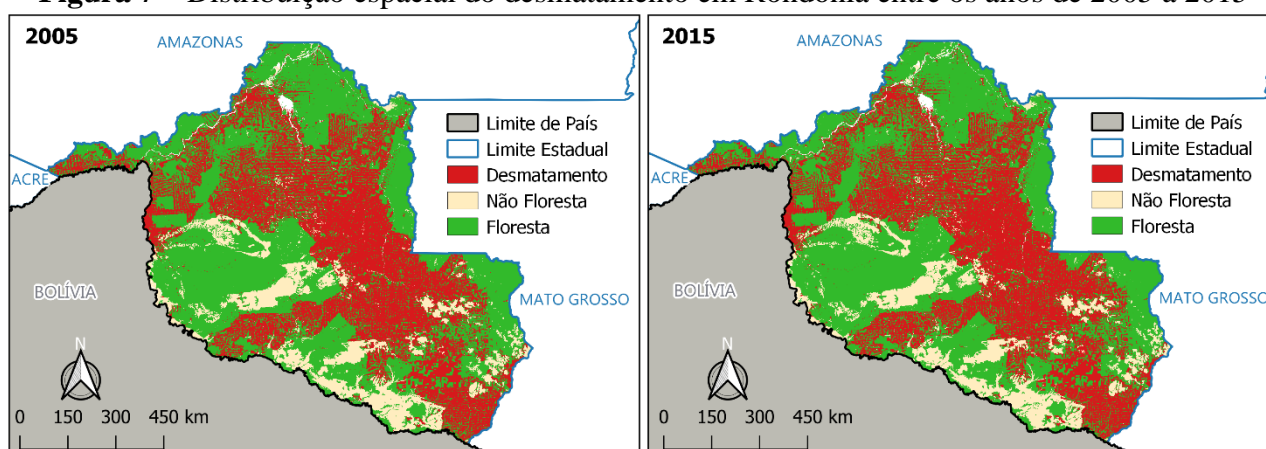 Figura 7 – Distribuição espacial do desmatamento em Rondônia entre os anos de 2005 a 2015
2005
AMAZONAS
Limite de País
Limite Estadual
Desmatamento
Não Floresta
Floresta
ACRE
BOLÍVIA
MATO GROSSO
N
0 150 300 450 km
2015
AMAZONAS
Limite de País
Limite Estadual
Desmatamento
Não Floresta
Floresta
ACRE
BOLÍVIA
MATO GROSSO
N
0 150 300 450 km